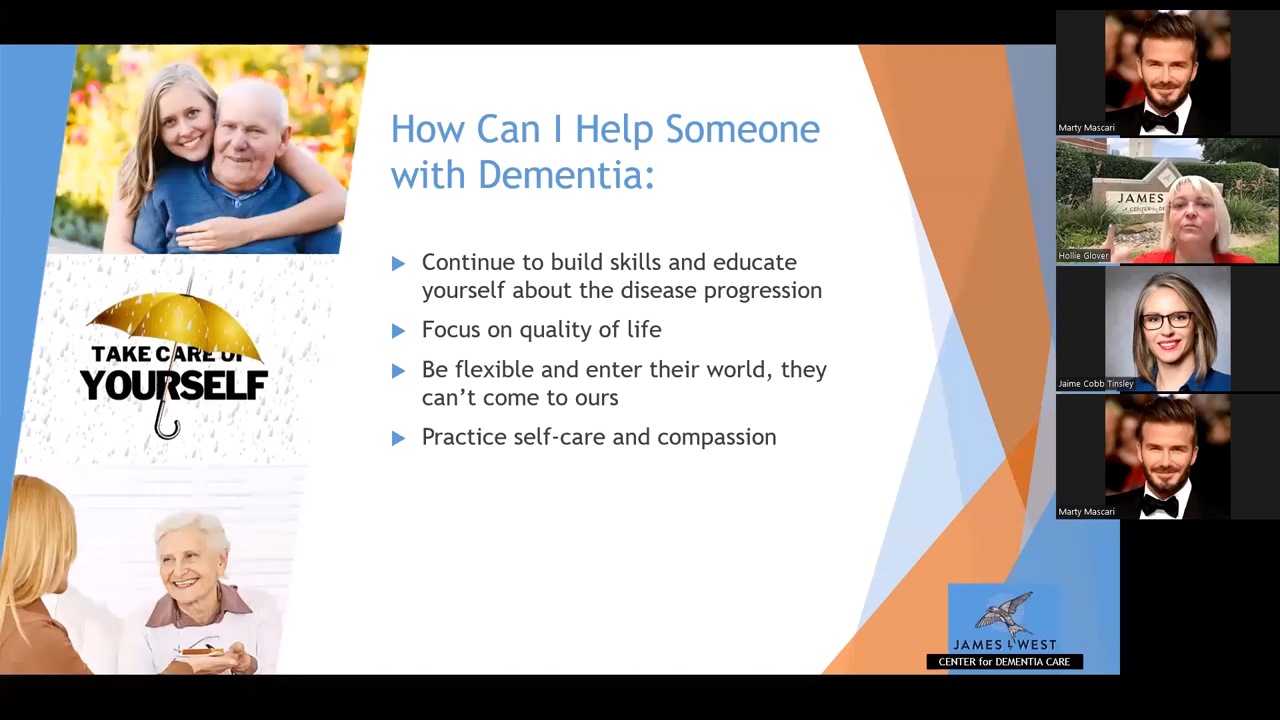 How Can I Help Someone
with Dementia:
Continue to build skills and educate
yourself about the disease progression
Focus on quality of life
Be flexible and enter their world, they
can't come to ours
Practice self-care and compassion
TAKE CARE OF
YOURSELF
JAMES L WEST
CENTER for DEMENTIA CARE
Marty Mascari
JAMES
Hollie Glover
Jaime Cobb Tinsley
Marty Mascari